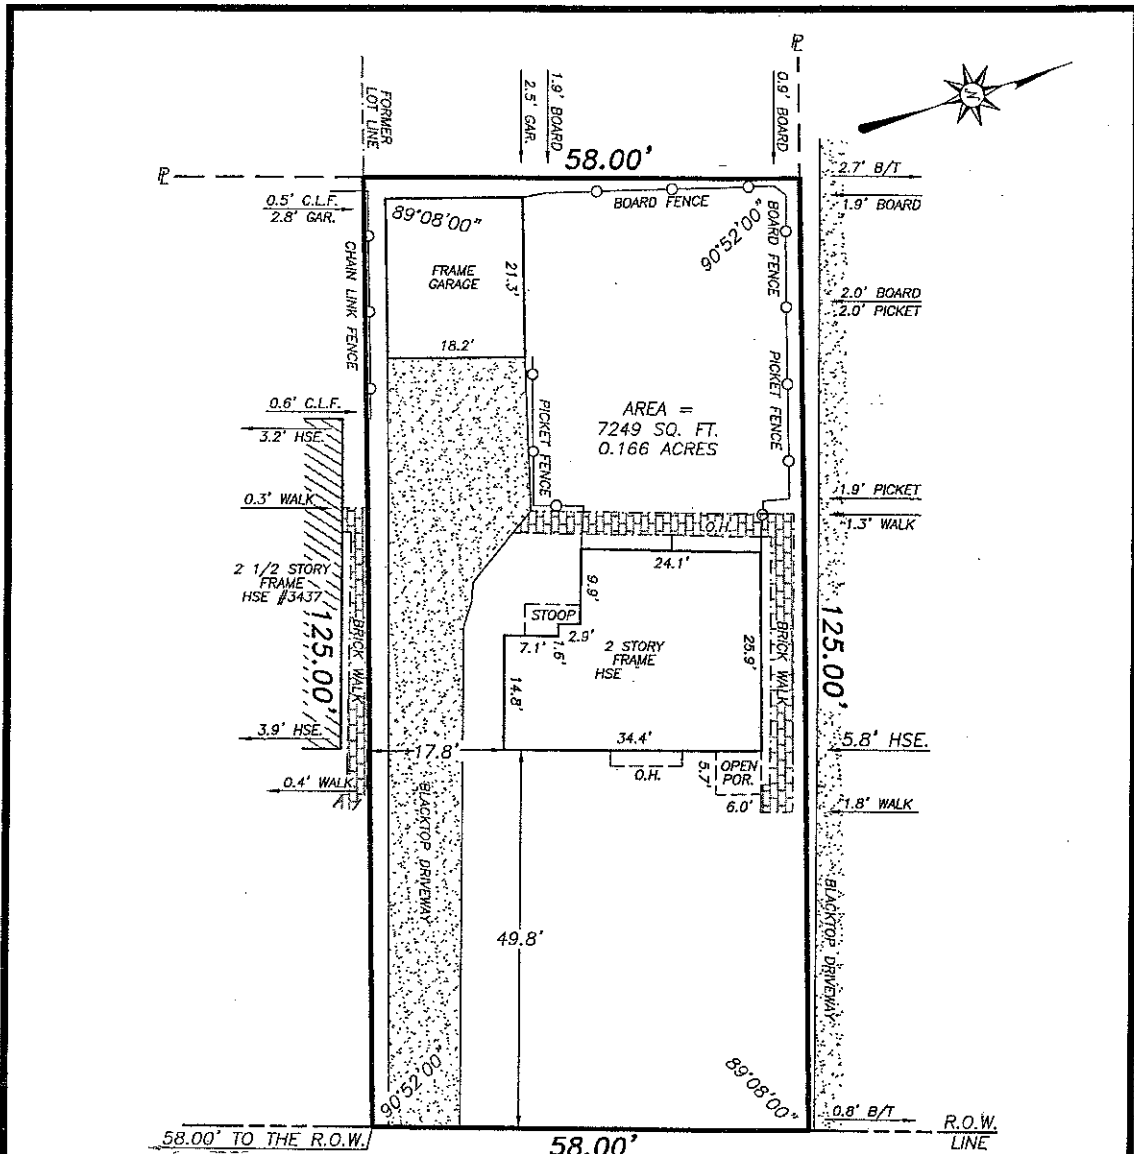 P
L
FORMER
LOT LINE
1.9' BOARD
2.5' GAR.
0.9' BOARD
N
58.00'
P
L
2.7' B/T
1.9' BOARD
0.5' C.L.F.
2.8' GAR.
89°08'00"
BOARD FENCE
90°52'00"
BOARD FENCE
CHAIN LINK FENCE
FRAME
GARAGE
21.3'
18.2'
2.0' BOARD
2.0' PICKET
PICKET FENCE
0.6' C.L.F.
3.2' HSE.
PICKET FENCE
AREA =
7249 SQ. FT.
0.166 ACRES
0.3' WALK
1.9' PICKET
1.3' WALK
O.H.
24.1'
2 1/2 STORY
FRAME
HSE #3437
125.00'
BRICK WALK
9.9'
STOOP
2.9'
7.1'
1.6'
2 STORY
FRAME
HSE
25.9'
BRICK WALK
125.00'
14.8'
3.9' HSE.
17.8'
34.4'
5.8' HSE.
O.H.
5.7'
OPEN
POR.
6.0'
0.4' WALK
1.8' WALK
BLACKTOP DRIVEWAY
49.8'
BLACKTOP DRIVEWAY
90°52'00"
89°08'00"
0.8' B/T
R.O.W.
LINE
58.00' TO THE R.O.W.
58.00'